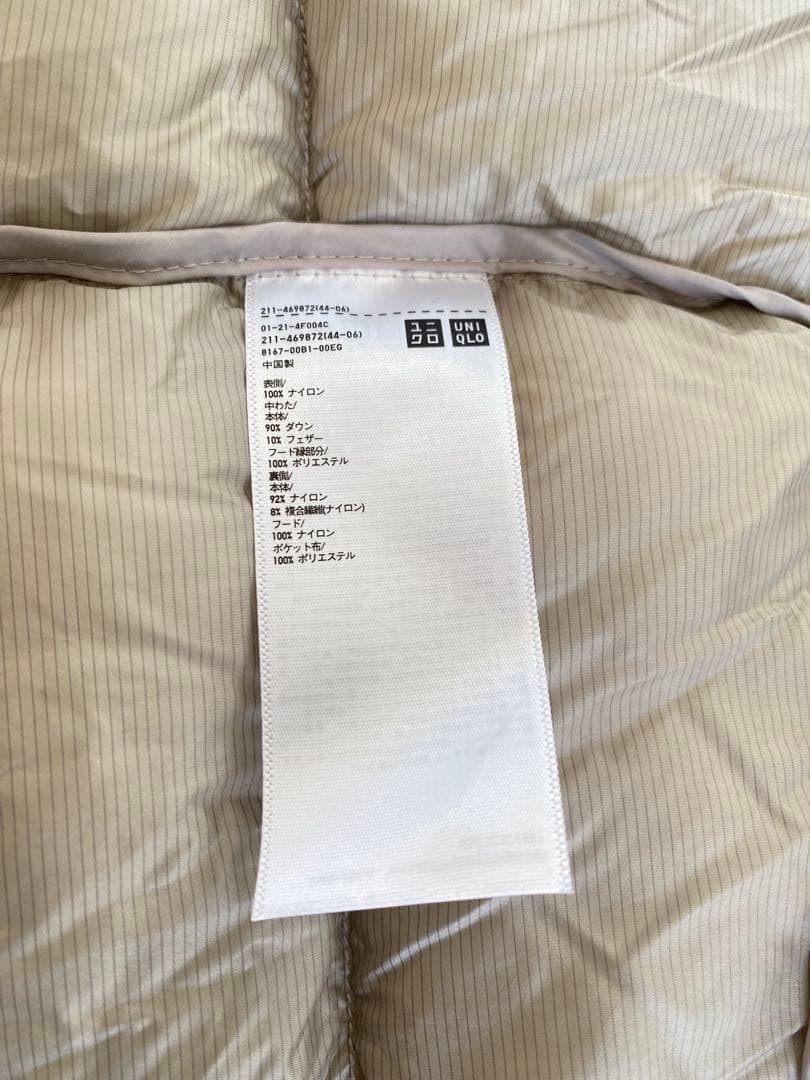 211-469872(44-06)
01-21-4F004C
211-469872(44-06)
8167-00B1-00EG
中国製
ユニ
クロ
UNI
QLO
表側/
100% ナイロン
中わた/
本体/
90% ダウン
10% フェザー
フード縁部分/
100% ポリエステル
裏側/
本体/
92% ナイロン
8% 複合繊維(ナイロン)
フード/
100% ナイロン
ポケット布/
100% ポリエステル